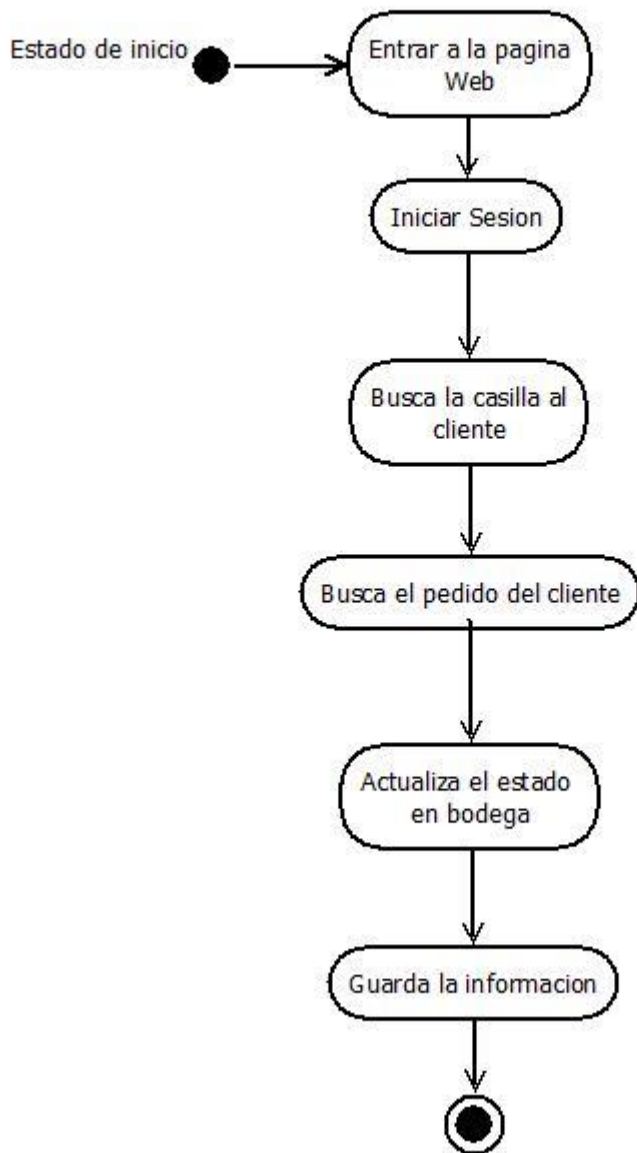 Estado de inicio
Entrar a la pagina
Web
Iniciar Sesion
Busca la casilla al
cliente
Busca el pedido del cliente
Actualiza el estado
en bodega
Guarda la informacion